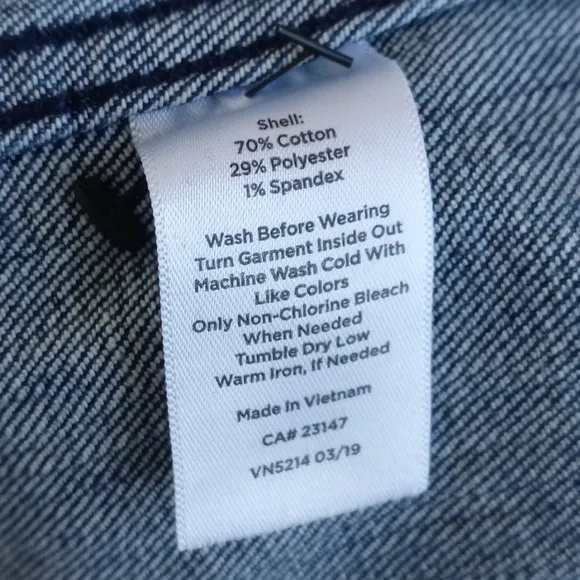 Shell:
70% Cotton
29% Polyester
1% Spandex
Wash Before Wearing
Turn Garment Inside Out
Machine Wash Cold With
Like Colors
Only Non-Chlorine Bleach
When Needed
Tumble Dry Low
Warm Iron, If Needed
Made In Vietnam
CA# 23147
VN5214 03/19